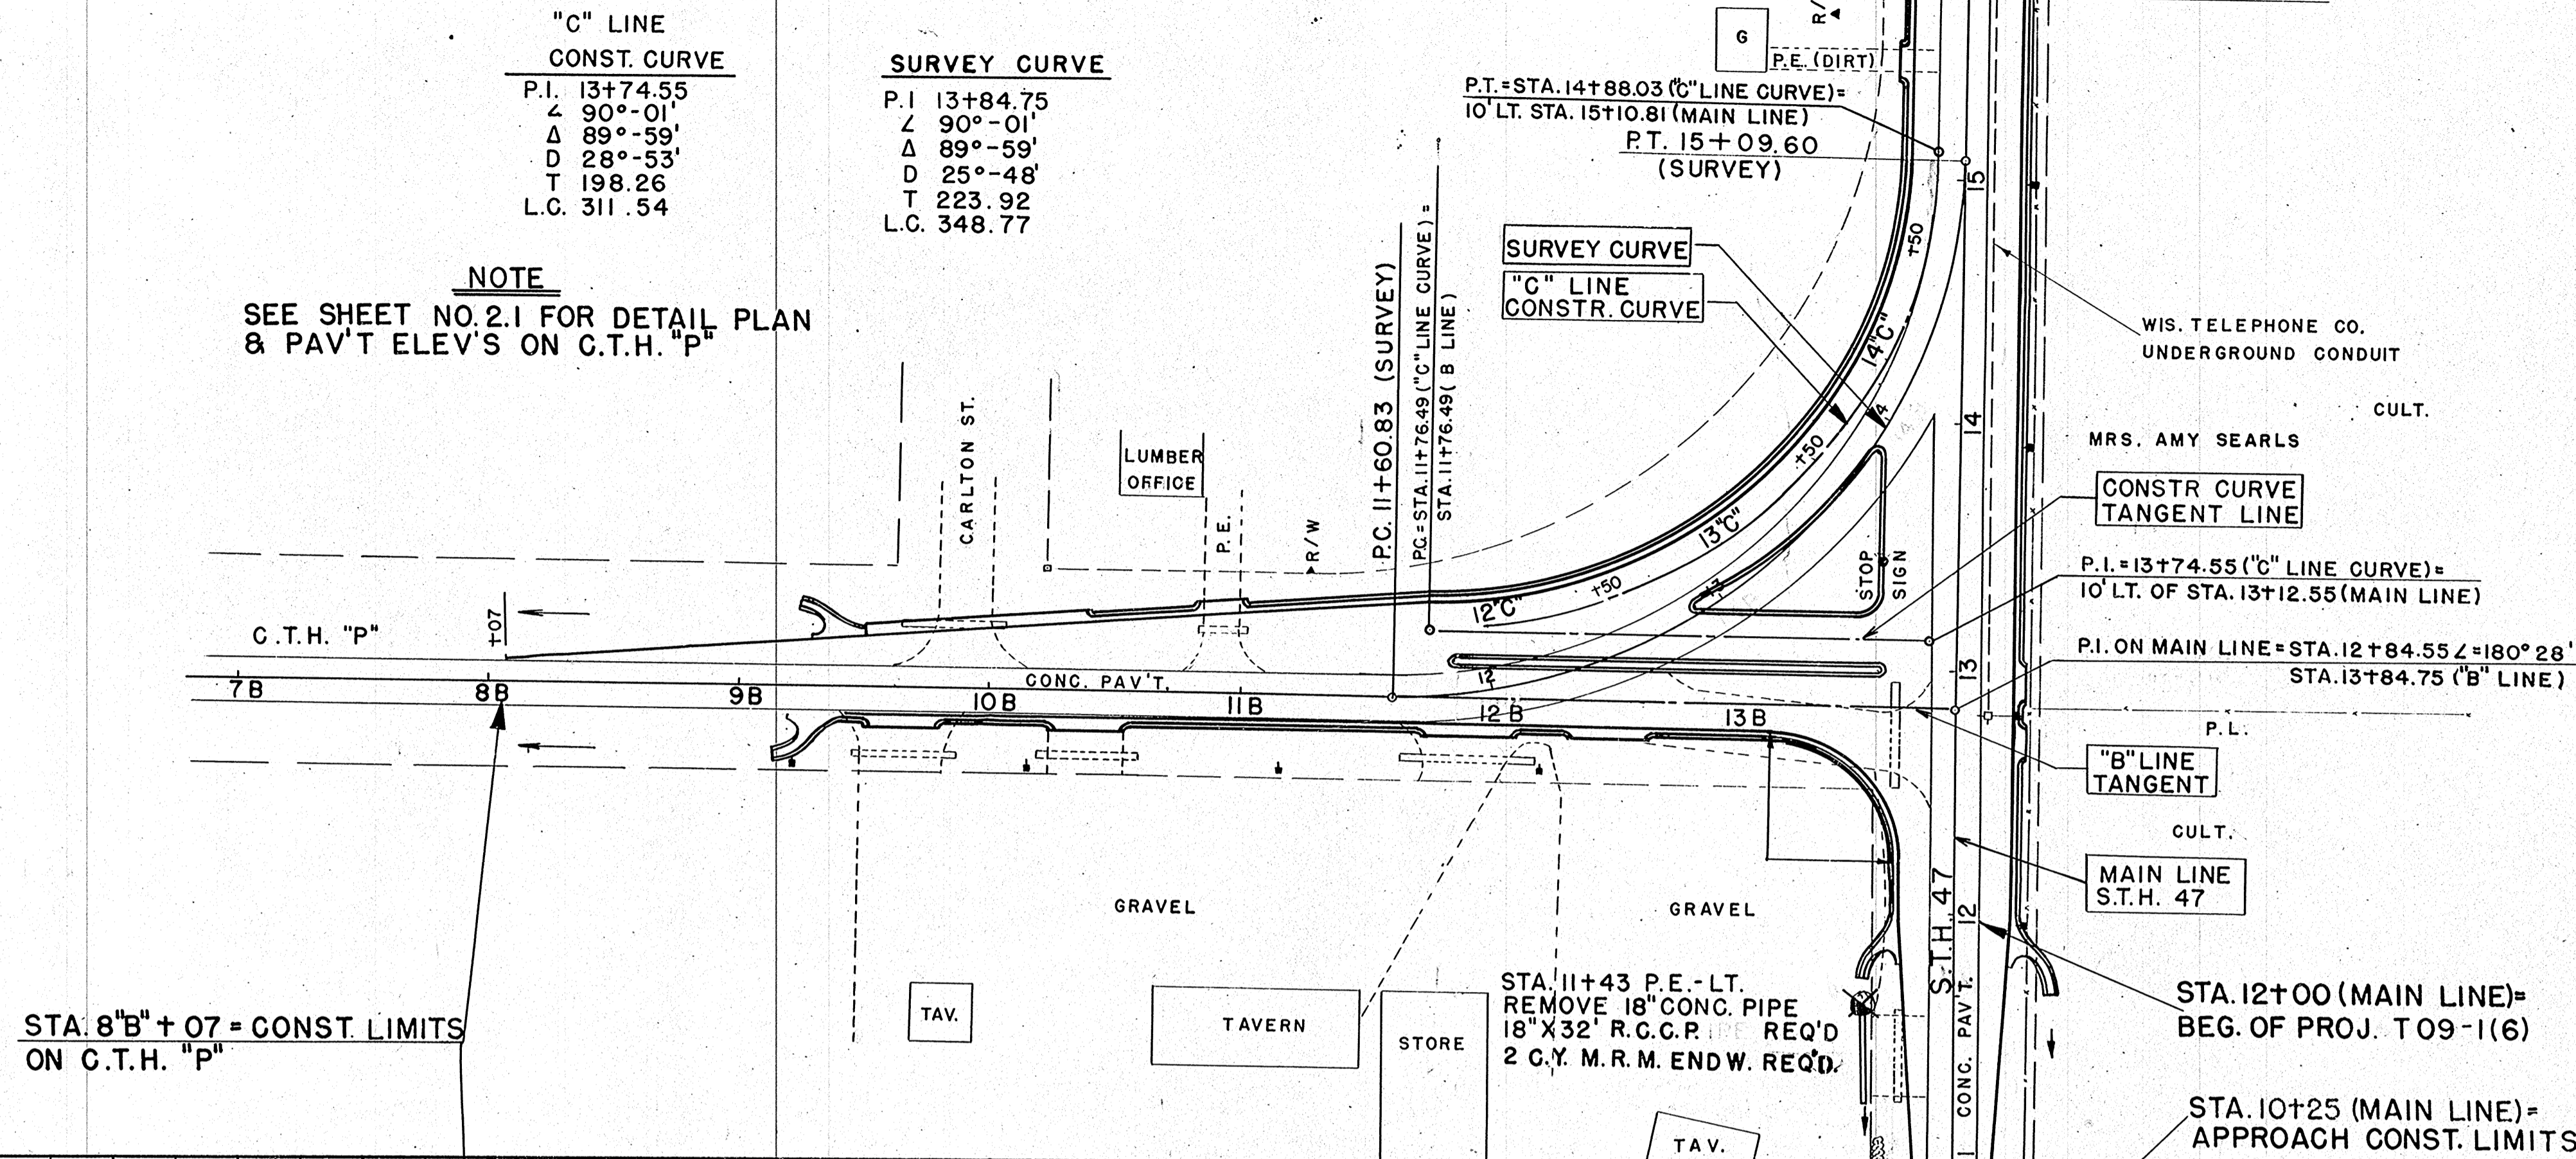 "C" LINE
CONST. CURVE
P.I. 13+74.55
∠ 90°-01'
Δ 89°-59'
D 28°-53'
T 198.26
L.C. 311.54
SURVEY CURVE
P.I 13+84.75
∠ 90°-01'
Δ 89°-59'
D 25°-48'
T 223.92
L.C. 348.77
NOTE
SEE SHEET NO. 2.1 FOR DETAIL PLAN
& PAV'T ELEV'S ON C.T.H. "P"
G
R/
P.E. (DIRT)
P.T.=STA. 14+88.03 ("C" LINE CURVE)=
10' LT. STA. 15+10.81 (MAIN LINE)
P.T. 15+09.60
(SURVEY)
15
+50
SURVEY CURVE
"C" LINE
CONSTR. CURVE
P.C. 11+60.83 (SURVEY)
P.C.=STA.11+76.49 ("C" LINE CURVE) =
STA.11+76.49 ( B LINE)
14"C"
14
4
+50
13"C"
+50
12"C"
13
12
WIS. TELEPHONE CO.
UNDERGROUND CONDUIT
CULT.
MRS. AMY SEARLS
CONSTR CURVE
TANGENT LINE
P.I.=13+74.55 ("C" LINE CURVE)=
10' LT. OF STA. 13+12.55 (MAIN LINE)
P.I. ON MAIN LINE=STA. 12+84.55 ∠=180°28'
STA.13+84.75 ("B" LINE)
P.L.
"B" LINE
TANGENT
CULT.
MAIN LINE
S.T.H. 47
STOP
SIGN
13
CARLTON ST.
LUMBER
OFFICE
P.E.
R/W
C.T.H. "P"
+07
7B
8B
9B
10B
11B
12B
13B
CONC. PAV'T.
GRAVEL
GRAVEL
TAV.
TAVERN
STORE
TAV.
STA. 8"B"+07 = CONST. LIMITS
ON C.T.H. "P"
STA. 11+43 P.E.-LT.
REMOVE 18" CONC. PIPE
18" X 32' R.C.C.P. REQ'D
2 C.Y. M.R.M. ENDW. REQ'D.
S.T.H. 47
12
CONC. PAV'T.
STA. 12+00 (MAIN LINE)=
BEG. OF PROJ. T 09-1(6)
STA. 10+25 (MAIN LINE)=
APPROACH CONST. LIMITS